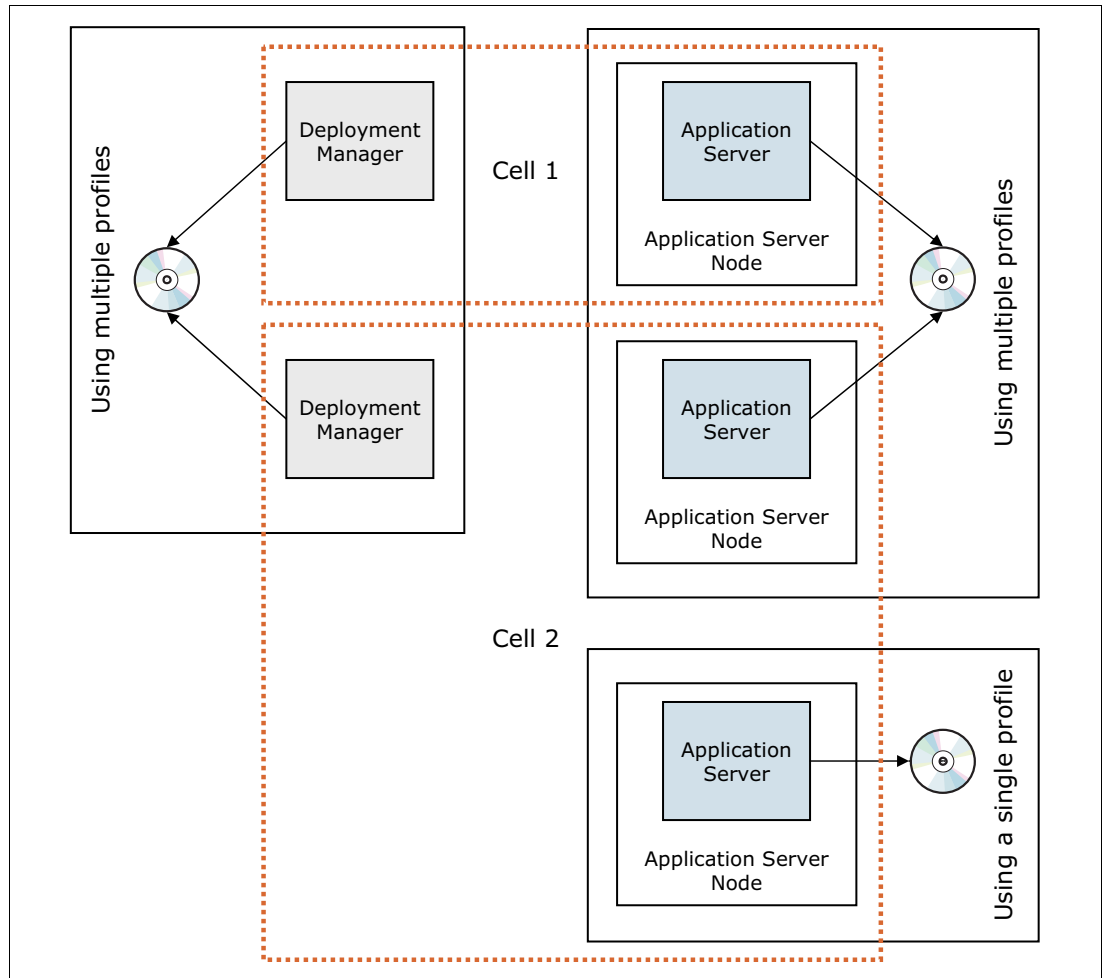 Using multiple profiles
Deployment
Manager
Cell 1
Application
Server
Application Server
Node
Using multiple profiles
Deployment
Manager
Application
Server
Application Server
Node
Cell 2
Application
Server
Application Server
Node
Using a single profile